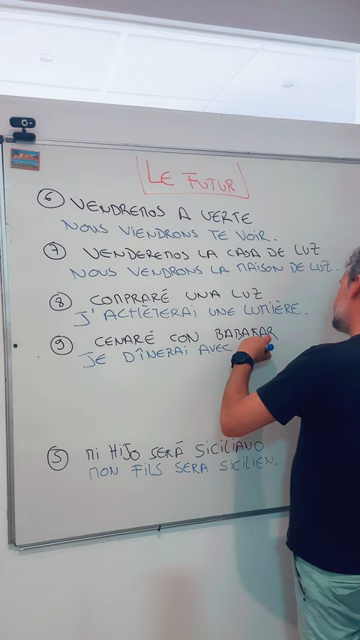 LE FUTUR
6 VENDREMOS A VERTE
NOUS VIENDRONS TE VOIR.
7 VENDEREMOS LA CASA DE LUZ
NOUS VENDRONS LA MAISON DE LUZ.
8 COMPRARÉ UNA LUZ
J'ACHÈTERAI UNE LUMIÈRE.
9 CENARÉ CON BABAKAR
JE DÎNERAI AVEC
5 MI HIJO SERÁ SICILIANO
MON FILS SERA SICILIEN.